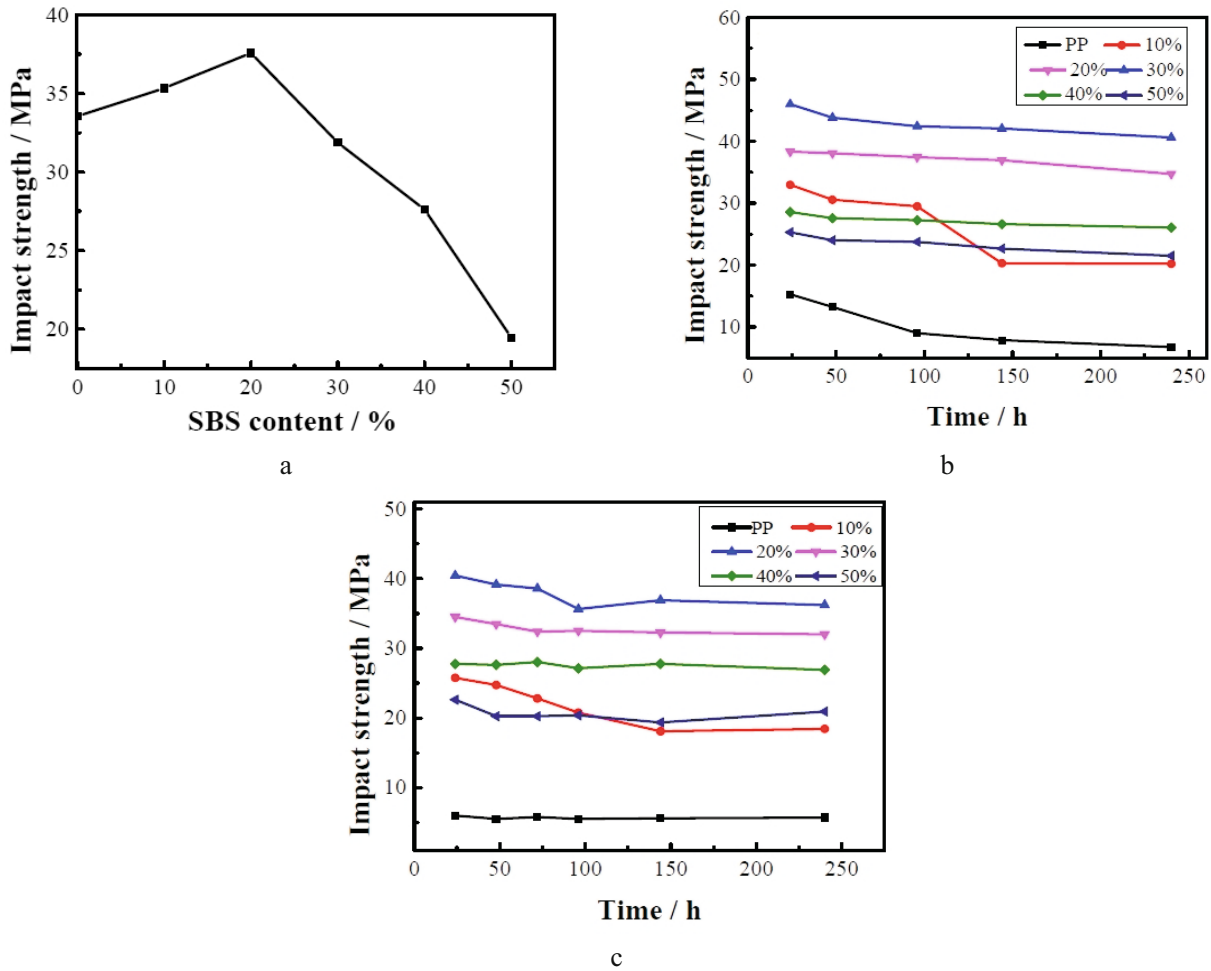 Impact strength / MPa
40
35
30
25
20
0 10 20 30 40 50
SBS content / %
a
Impact strength / MPa
60
50
40
30
20
10
PP 10%
20% 30%
40% 50%
0 50 100 150 200 250
Time / h
b
Impact strength / MPa
50
40
30
20
10
PP 10%
20% 30%
40% 50%
0 50 100 150 200 250
Time / h
c